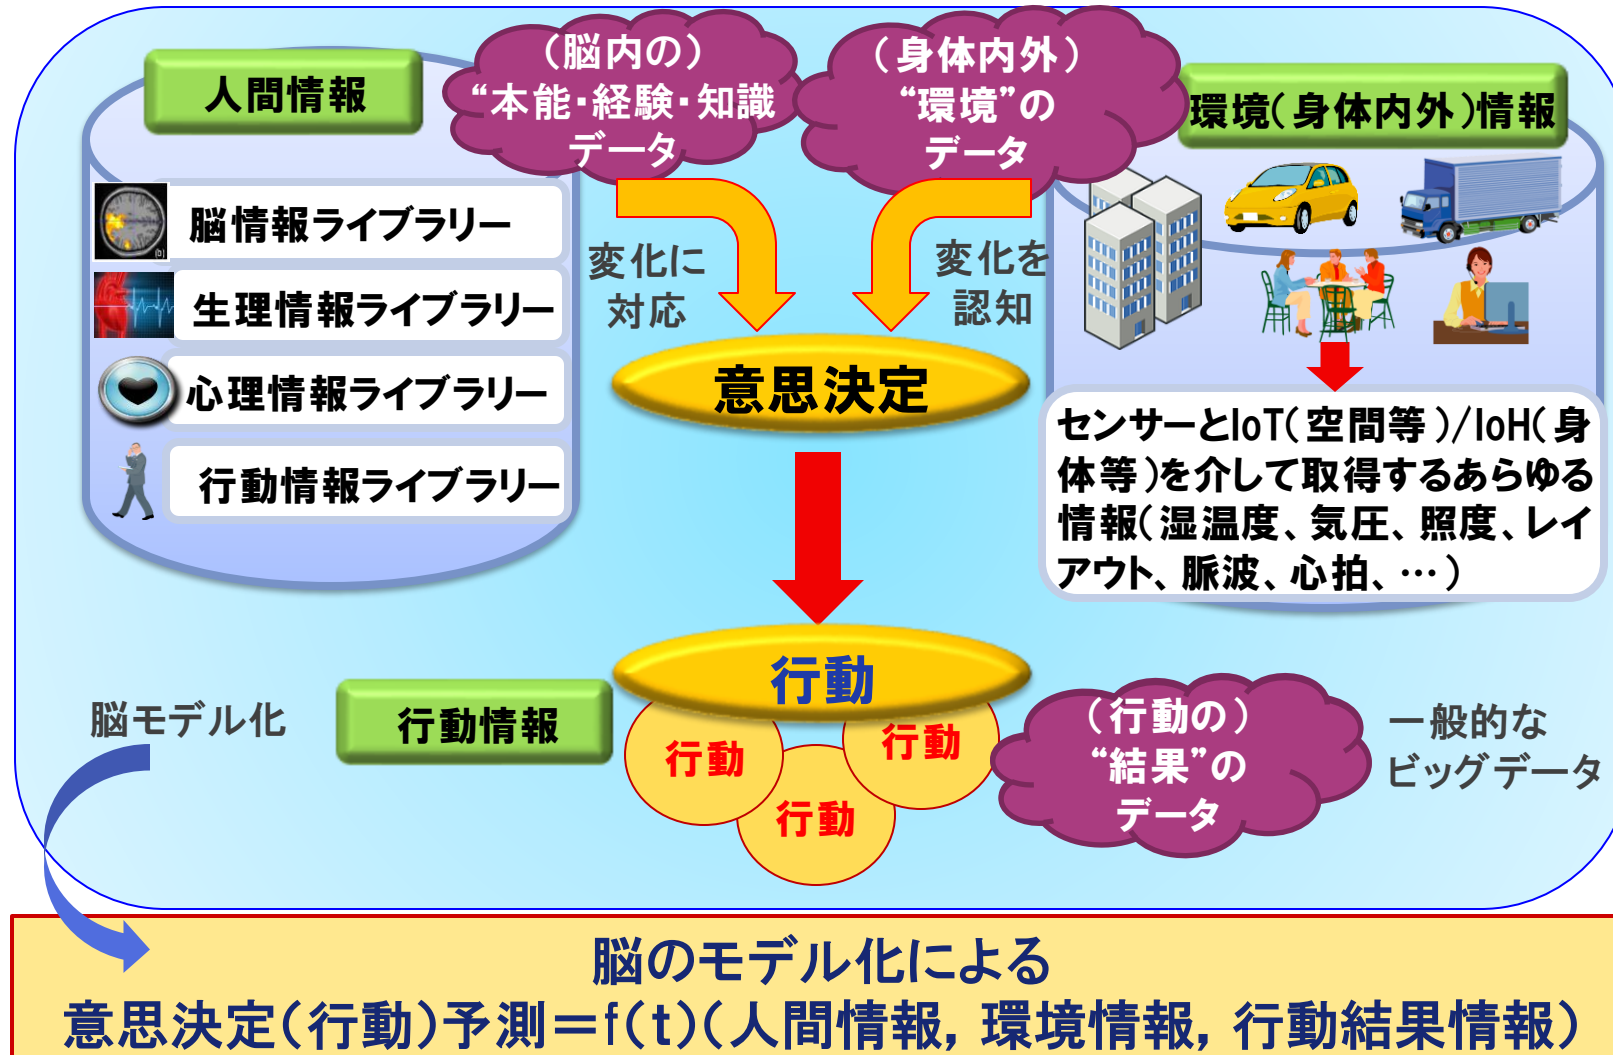 人間情報
（脳内の）
“本能・経験・知識
データ
（身体内外）
“環境”の
データ
環境（身体内外）情報
脳情報ライブラリー
生理情報ライブラリー
心理情報ライブラリー
行動情報ライブラリー
変化に
対応
変化を
認知
意思決定
センサーとIoT（空間等）/IoH（身
体等）を介して取得するあらゆる
情報（湿温度、気圧、照度、レイ
アウト、脈波、心拍、…）
行動
行動
行動
行動
脳モデル化
行動情報
（行動の）
“結果”の
データ
一般的な
ビッグデータ
脳のモデル化による
意思決定（行動）予測＝f（t）（人間情報，環境情報，行動結果情報）